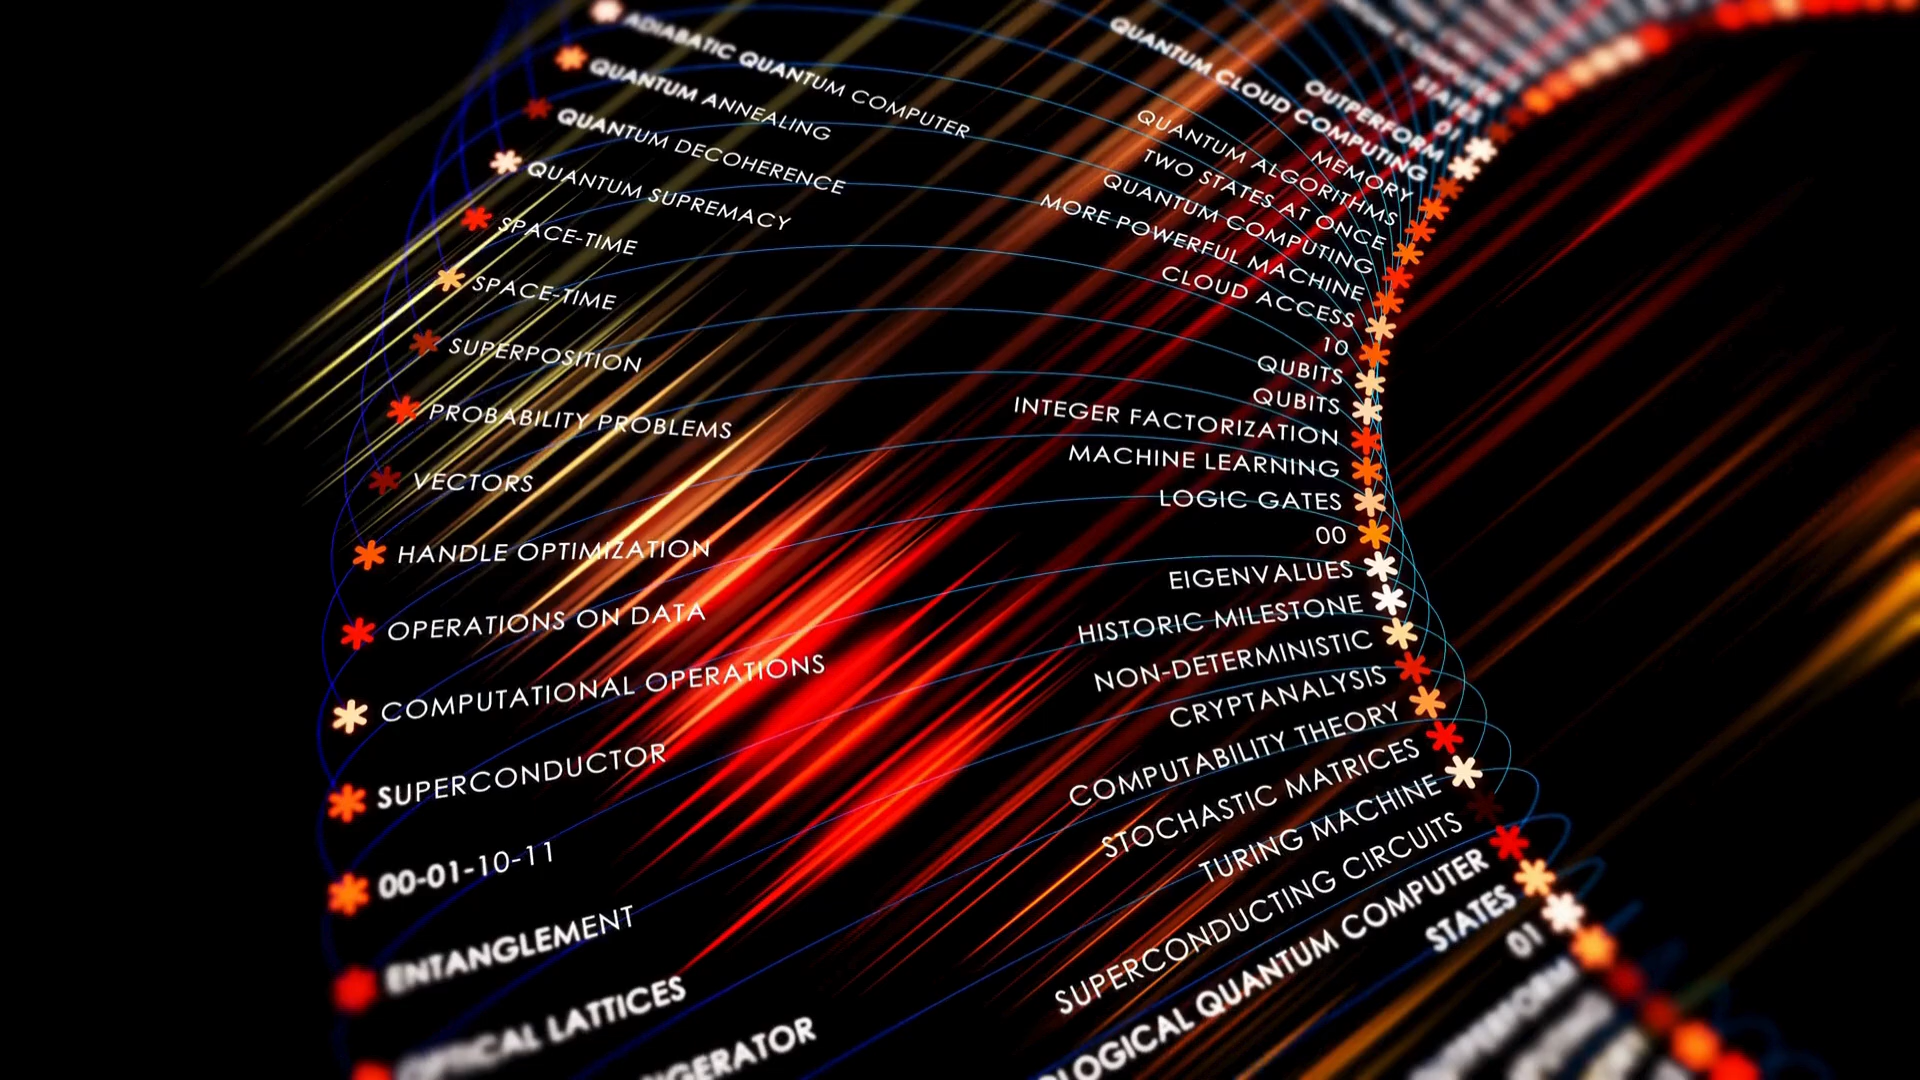 ADIABATIC QUANTUM COMPUTER
QUANTUM ANNEALING
QUANTUM DECOHERENCE
QUANTUM SUPREMACY
SPACE-TIME
SPACE-TIME
SUPERPOSITION
PROBABILITY PROBLEMS
VECTORS
HANDLE OPTIMIZATION
OPERATIONS ON DATA
COMPUTATIONAL OPERATIONS
SUPERCONDUCTOR
00-01-10-11
ENTANGLEMENT
OPTICAL LATTICES
STATES
01
OUTPERFORM
QUANTUM CLOUD COMPUTING
MEMORY
QUANTUM ALGORITHMS
TWO STATES AT ONCE
QUANTUM COMPUTING
MORE POWERFUL MACHINE
CLOUD ACCESS
10
QUBITS
QUBITS
INTEGER FACTORIZATION
MACHINE LEARNING
LOGIC GATES
00
EIGENVALUES
HISTORIC MILESTONE
NON-DETERMINISTIC
CRYPTANALYSIS
COMPUTABILITY THEORY
STOCHASTIC MATRICES
TURING MACHINE
SUPERCONDUCTING CIRCUITS
QUANTUM COMPUTER
STATES
01